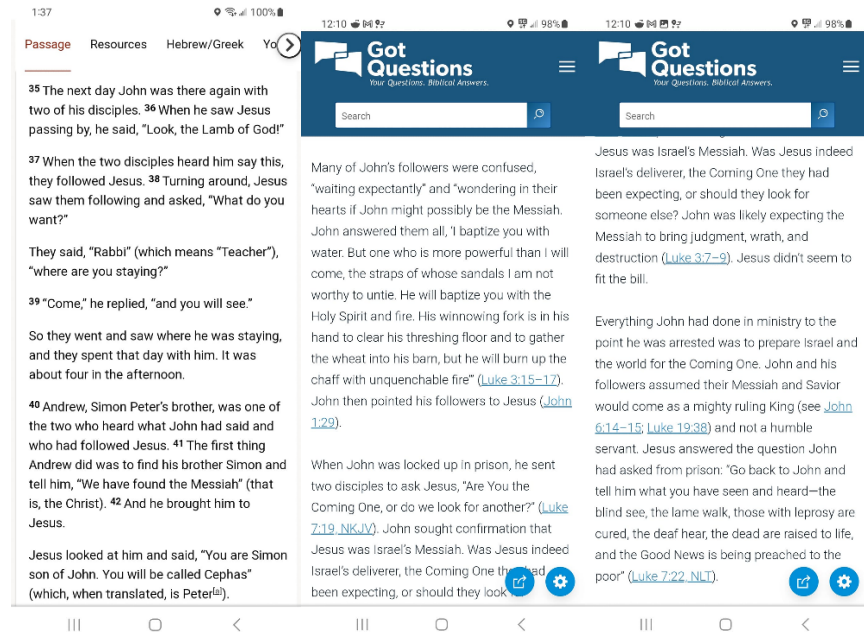 1:37
100%
Passage Resources Hebrew/Greek Yo
35 The next day John was there again with
two of his disciples. 36 When he saw Jesus
passing by, he said, “Look, the Lamb of God!”
37 When the two disciples heard him say this,
they followed Jesus. 38 Turning around, Jesus
saw them following and asked, “What do you
want?”
They said, “Rabbi” (which means “Teacher”),
“where are you staying?”
39 “Come,” he replied, “and you will see.”
So they went and saw where he was staying,
and they spent that day with him. It was
about four in the afternoon.
40 Andrew, Simon Peter’s brother, was one of
the two who heard what John had said and
who had followed Jesus. 41 The first thing
Andrew did was to find his brother Simon and
tell him, “We have found the Messiah” (that
is, the Christ). 42 And he brought him to
Jesus.
Jesus looked at him and said, “You are Simon
son of John. You will be called Cephas”
(which, when translated, is Peter[a]).
12:10
98%
Got
Questions
Your Questions. Biblical Answers.
Search
Many of John’s followers were confused,
“waiting expectantly” and “wondering in their
hearts if John might possibly be the Messiah.
John answered them all, ‘I baptize you with
water. But one who is more powerful than I will
come, the straps of whose sandals I am not
worthy to untie. He will baptize you with the
Holy Spirit and fire. His winnowing fork is in his
hand to clear his threshing floor and to gather
the wheat into his barn, but he will burn up the
chaff with unquenchable fire’” (Luke 3:15–17).
John then pointed his followers to Jesus (John
1:29).
When John was locked up in prison, he sent
two disciples to ask Jesus, “Are You the
Coming One, or do we look for another?” (Luke
7:19, NKJV). John sought confirmation that
Jesus was Israel’s Messiah. Was Jesus indeed
Israel’s deliverer, the Coming One had
been expecting, or should they look
12:10
98%
Got
Questions
Your Questions. Biblical Answers.
Search
Jesus was Israel’s Messiah. Was Jesus indeed
Israel’s deliverer, the Coming One they had
been expecting, or should they look for
someone else? John was likely expecting the
Messiah to bring judgment, wrath, and
destruction (Luke 3:7–9). Jesus didn’t seem to
fit the bill.
Everything John had done in ministry to the
point he was arrested was to prepare Israel and
the world for the Coming One. John and his
followers assumed their Messiah and Savior
would come as a mighty ruling King (see John
6:14–15; Luke 19:38) and not a humble
servant. Jesus answered the question John
had asked from prison: “Go back to John and
tell him what you have seen and heard—the
blind see, the lame walk, those with leprosy are
cured, the deaf hear, the dead are raised to life,
and the Good News is being preached to the
poor” (Luke 7:22, NLT).